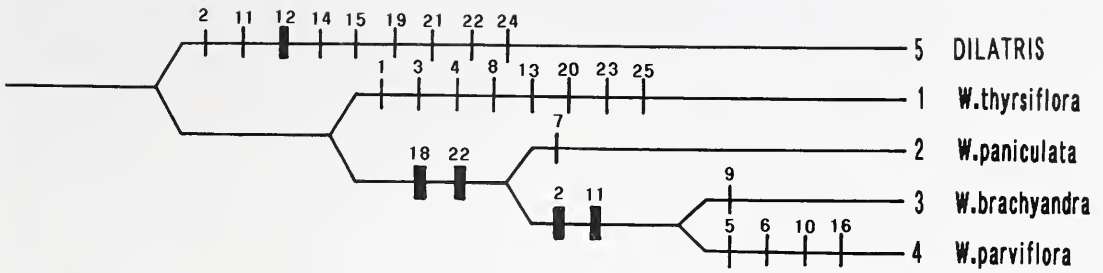 2 11 12 14 15 19 21 22 24
5 DILATRIS
1 3 4 8 13 20 23 25
1 W.thyrsiflora
7
2 W.paniculata
18 22
2 11
9
3 W.brachyandra
5 6 10 16
4 W.parviflora